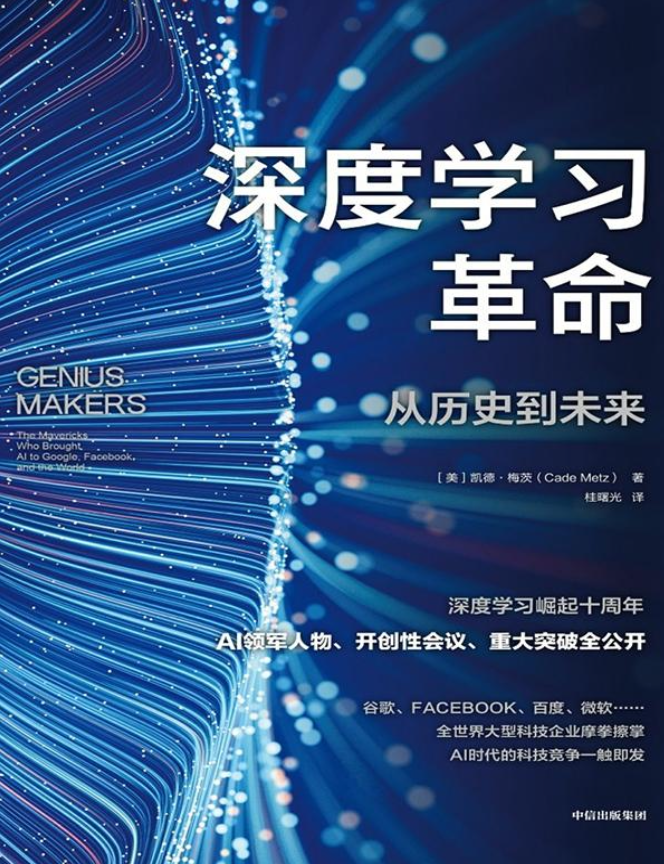 深度学习
革命
GENIUS
MAKERS
The Mavericks
Who Brought
AI to Google, Facebook,
and the World
从历史到未来
［美］凯德·梅茨（Cade Metz） 著
桂曙光 译
深度学习崛起十周年
AI领军人物、开创性会议、重大突破全公开
谷歌、FACEBOOK、百度、微软……
全世界大型科技企业摩拳擦掌
AI时代的科技竞争一触即发
中信出版集团